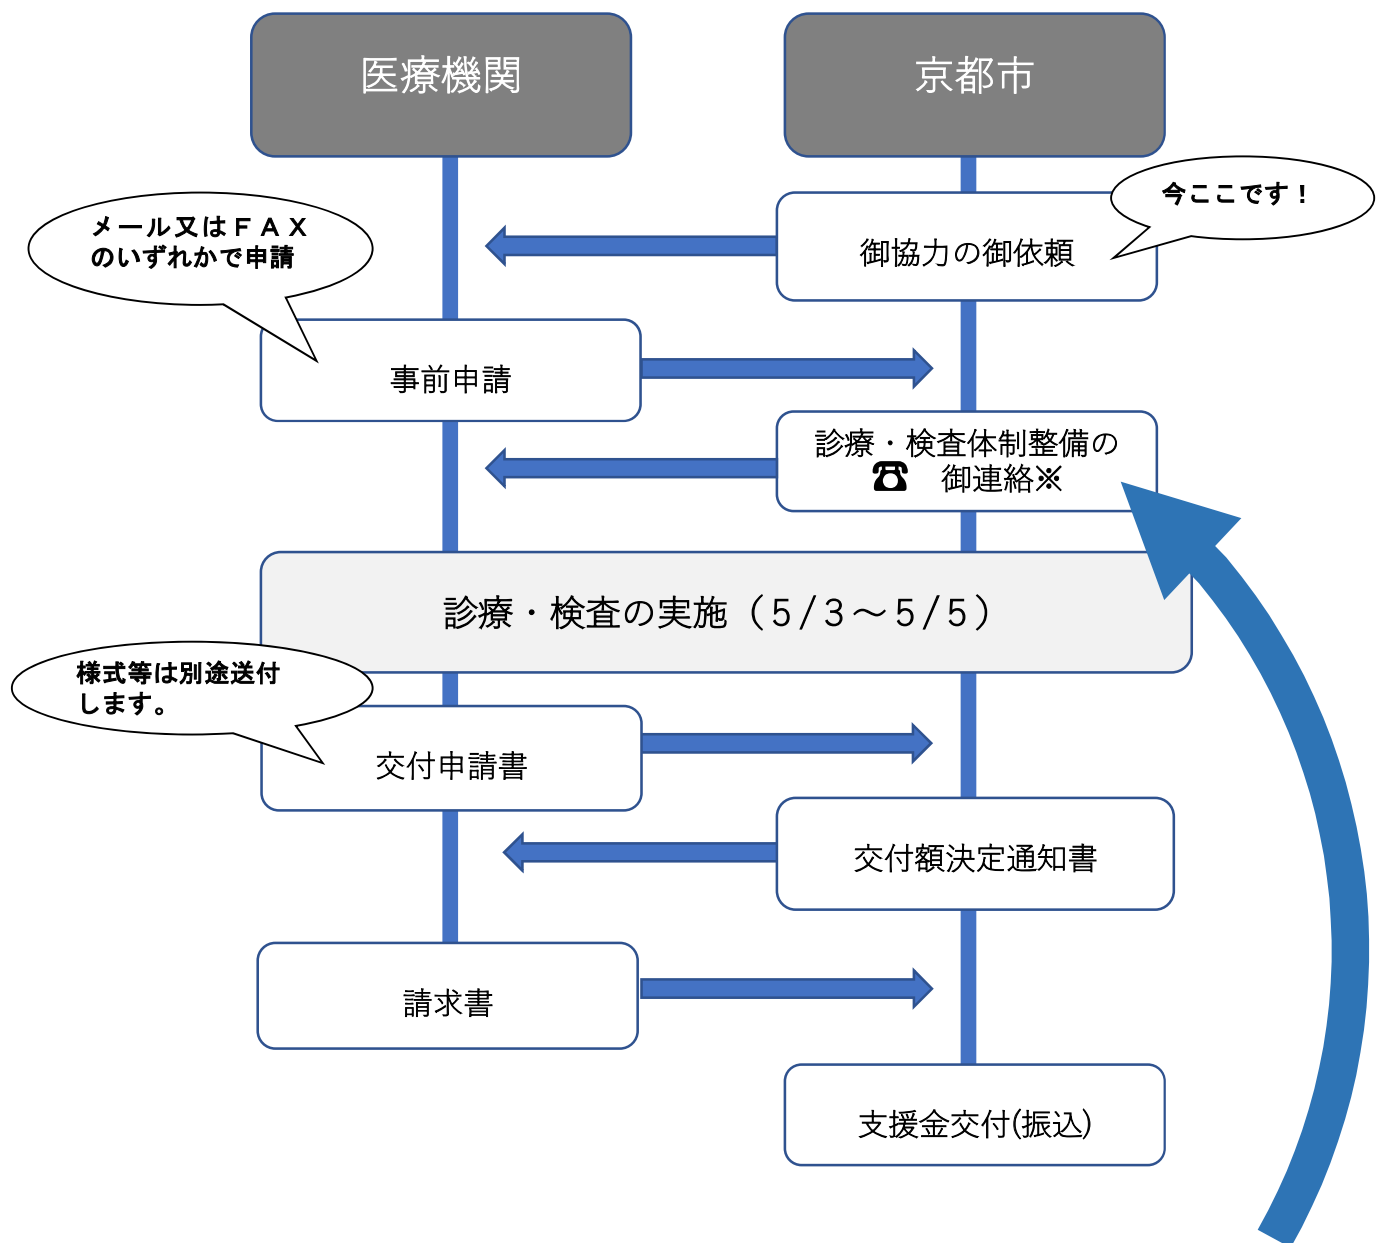 医療機関
京都市
今ここです！
メール又はＦＡＸ
のいずれかで申請
御協力の御依頼
事前申請
診療・検査体制整備の
☎　御連絡※
診療・検査の実施（５/３～５/５）
様式等は別途送付
します。
交付申請書
交付額決定通知書
請求書
支援金交付(振込)